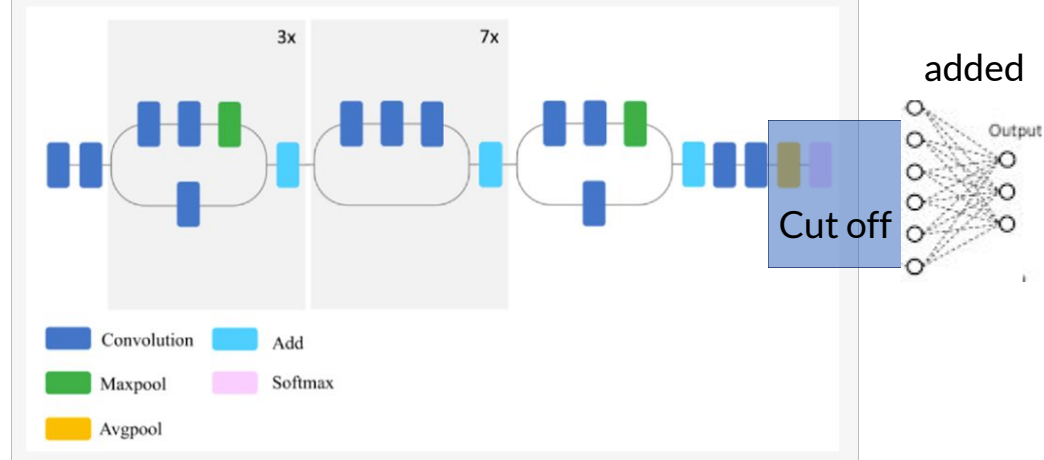 3x
7x
added
Output
Cut off
Convolution
Add
Maxpool
Softmax
Avgpool